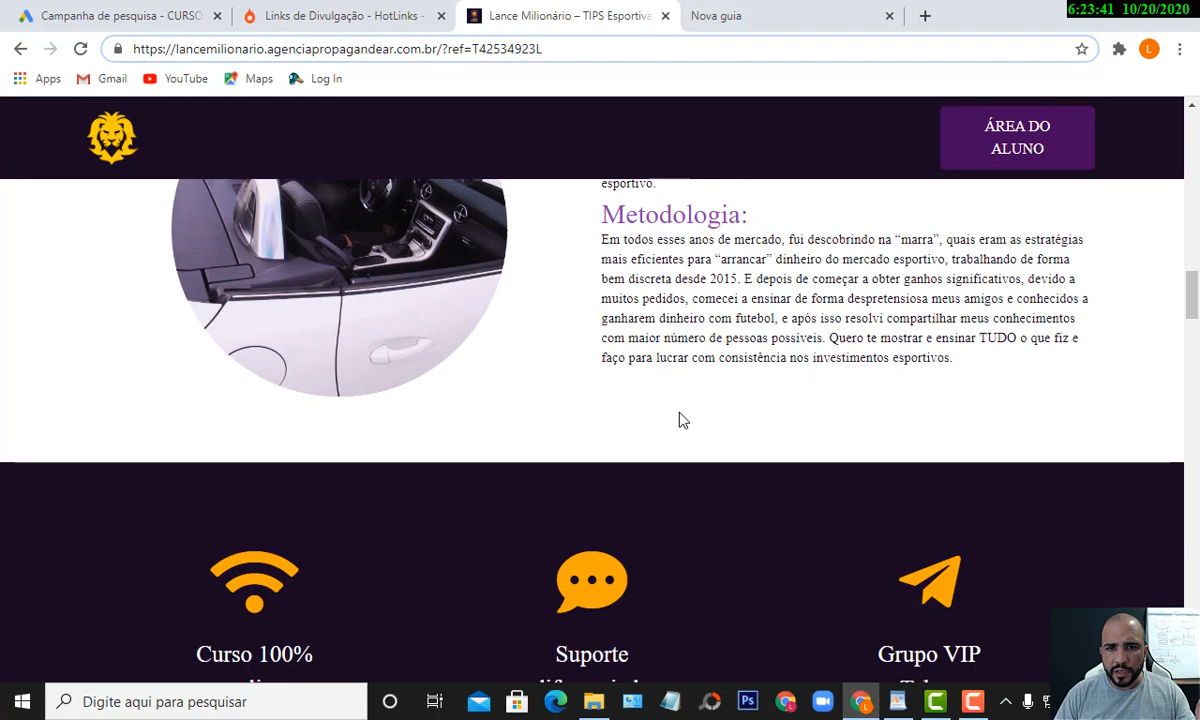 Campanha de pesquisa - CURSO
Links de Divulgação - HotLinks -
Lance Milionário – TIPS Esportiva
Nova guia
6:23:41 10/20/2020
https://lancemilionario.agenciapropagandear.com.br/?ref=T42534923L
L
Apps
Gmail
YouTube
Maps
Log In
ÁREA DO
ALUNO
esportivo.
Metodologia:
Em todos esses anos de mercado, fui descobrindo na “marra”, quais eram as estratégias
mais eficientes para “arrancar” dinheiro do mercado esportivo, trabalhando de forma
bem discreta desde 2015. E depois de começar a obter ganhos significativos, devido a
muitos pedidos, comecei a ensinar de forma despretensiosa meus amigos e conhecidos a
ganharem dinheiro com futebol, e após isso resolvi compartilhar meus conhecimentos
com maior número de pessoas possíveis. Quero te mostrar e ensinar TUDO o que fiz e
faço para lucrar com consistência nos investimentos esportivos.
Curso 100%
Suporte
Grupo VIP
Digite aqui para pesquisar
Ps